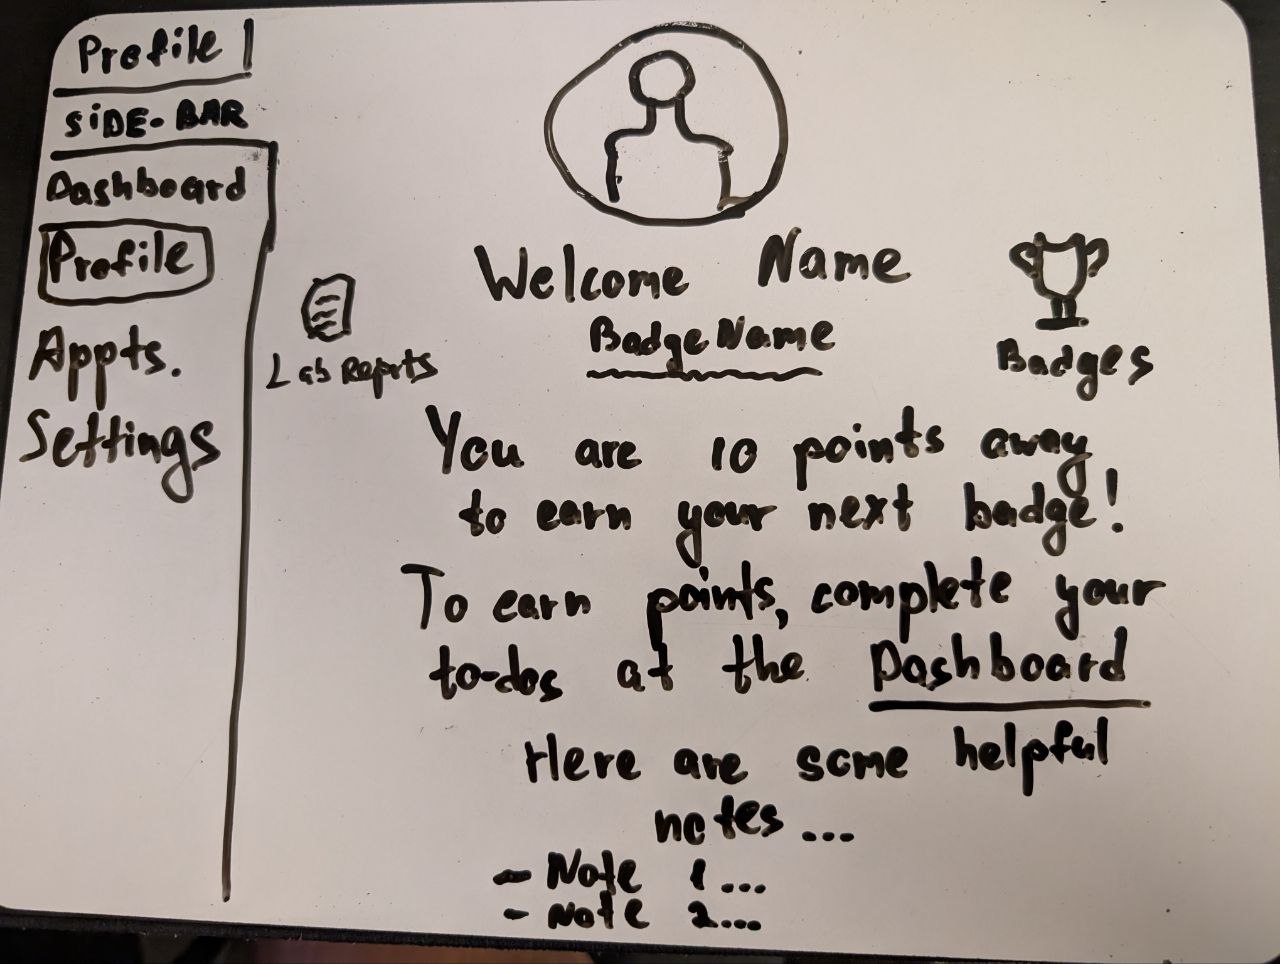 Profile
SiDE-BAR
Dashboard
Profile
Appts.
Settings
Welcome Name
Badge Name
Lab Reports
Badges
You are 10 points away
to earn your next badge!
To earn points, complete your
to-dos at the Dashboard
Here are some helpful
notes...
- Note 1...
- Note 2...